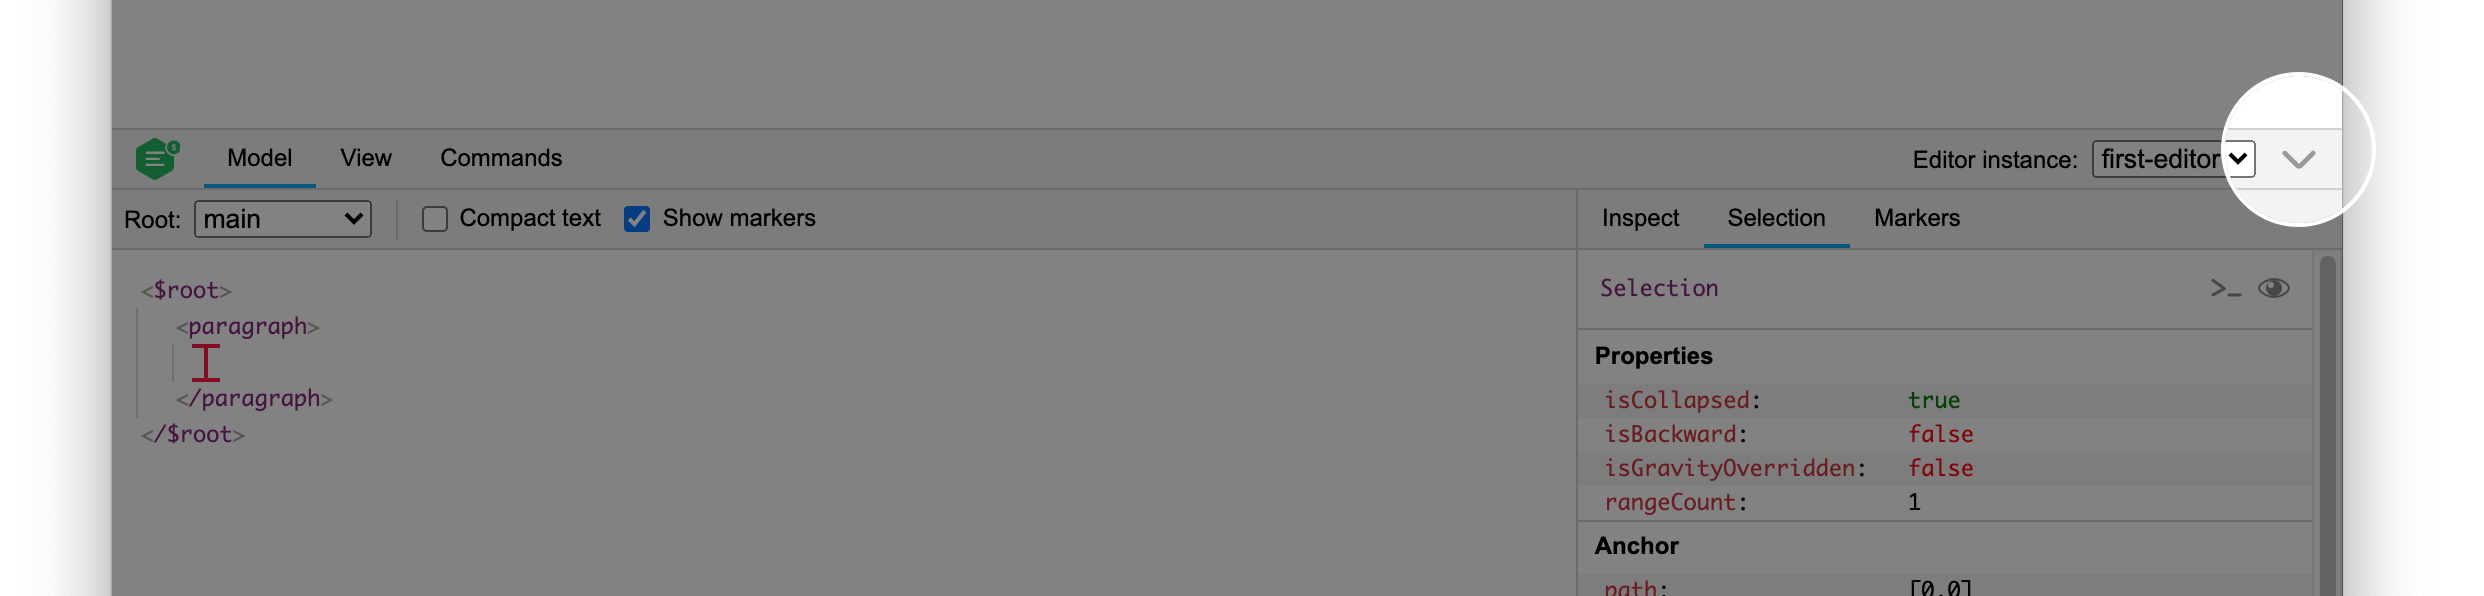 5
Model View Commands Editor instance: first-editor
Root: main Compact text Show markers Inspect Selection Markers
<$root>
<paragraph>
</paragraph>
</$root>
Selection >_
Properties
isCollapsed: true
isBackward: false
isGravityOverridden: false
rangeCount: 1
Anchor
path: [0,0]